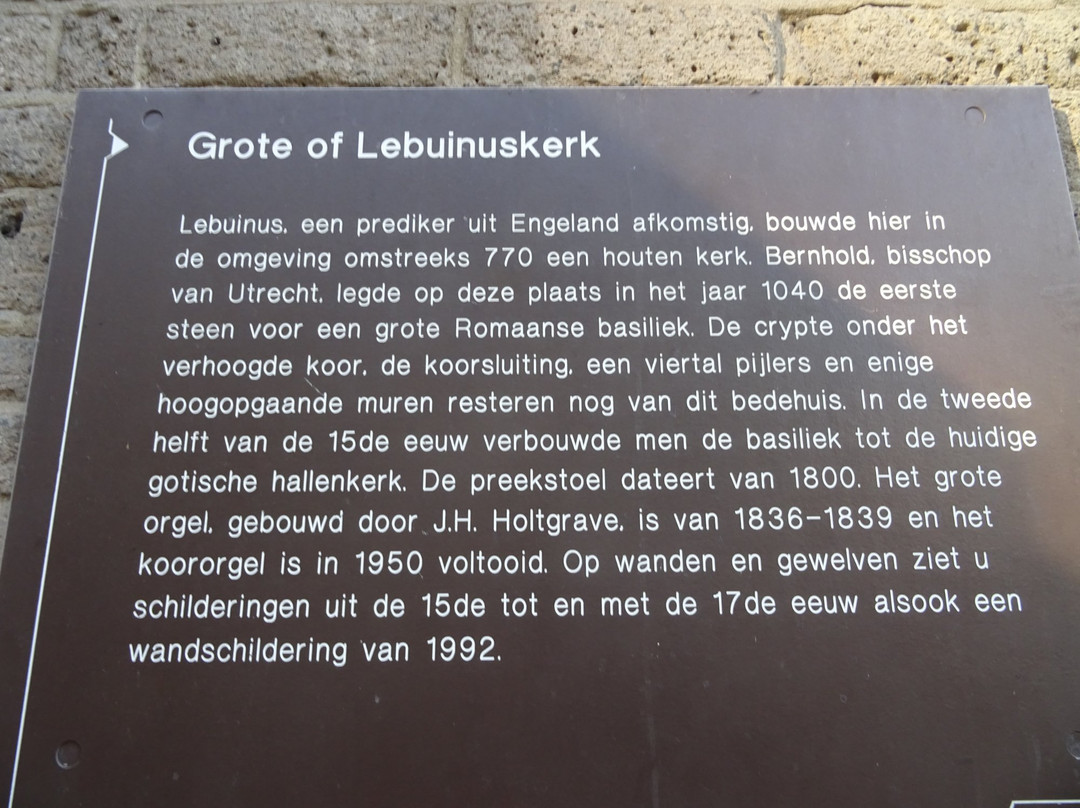 Grote of Lebuinuskerk
Lebuinus, een prediker uit Engeland afkomstig, bouwde hier in
de omgeving omstreeks 770 een houten kerk. Bernhold, bisschop
van Utrecht, legde op deze plaats in het jaar 1040 de eerste
steen voor een grote Romaanse basiliek. De crypte onder het
verhoogde koor, de koorsluiting, een viertal pijlers en enige
hoogopgaande muren resteren nog van dit bedehuis. In de tweede
helft van de 15de eeuw verbouwde men de basiliek tot de huidige
gotische hallenkerk. De preekstoel dateert van 1800. Het grote
orgel, gebouwd door J.H. Holtgrave, is van 1836-1839 en het
koororgel is in 1950 voltooid. Op wanden en gewelven ziet u
schilderingen uit de 15de tot en met de 17de eeuw alsook een
wandschildering van 1992.